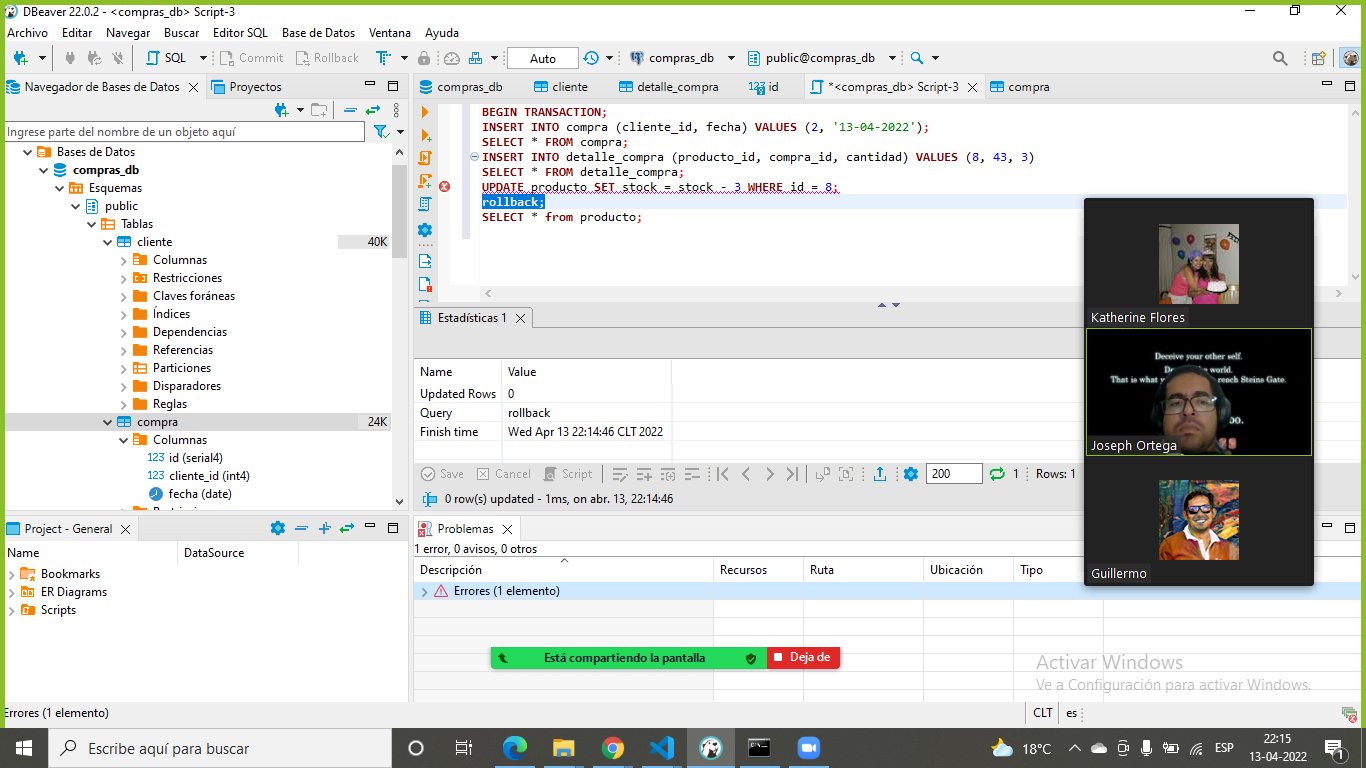 DBeaver 22.0.2 - <compras_db> Script-3
Archivo Editar Navegar Buscar Editor SQL Base de Datos Ventana Ayuda
SQL Commit Rollback Auto compras_db public@compras_db
Navegador de Bases de Datos Proyectos
compras_db cliente detalle_compra 123 id *<compras_db> Script-3 compra
Ingrese parte del nombre de un objeto aquí
Bases de Datos
compras_db
Esquemas
public
Tablas
cliente 40K
Columnas
Restricciones
Claves foráneas
Índices
Dependencias
Referencias
Particiones
Disparadores
Reglas
compra 24K
Columnas
123 id (serial4)
123 cliente_id (int4)
fecha (date)
BEGIN TRANSACTION;
INSERT INTO compra (cliente_id, fecha) VALUES (2, '13-04-2022');
SELECT * FROM compra;
INSERT INTO detalle_compra (producto_id, compra_id, cantidad) VALUES (8, 43, 3)
SELECT * FROM detalle_compra;
UPDATE producto SET stock = stock - 3 WHERE id = 8;
rollback;
SELECT * from producto;
Estadísticas 1
Name Value
Updated Rows 0
Query rollback
Finish time Wed Apr 13 22:14:46 CLT 2022
Save Cancel Script 200 1 Rows: 1
0 row(s) updated - 1ms, on abr. 13, 22:14:46
Katherine Flores
Deceive your other self.
world.
That is what reach Steins Gate.
Joseph Ortega
Guillermo
Project - General
Name DataSource
Bookmarks
ER Diagrams
Scripts
Problemas
1 error, 0 avisos, 0 otros
Descripción Recursos Ruta Ubicación Tipo
Errores (1 elemento)
Está compartiendo la pantalla Deja de
Activar Windows
Ve a Configuración para activar Windows.
Errores (1 elemento) CLT es
Escribe aquí para buscar 18°C ESP 22:15
13-04-2022 1